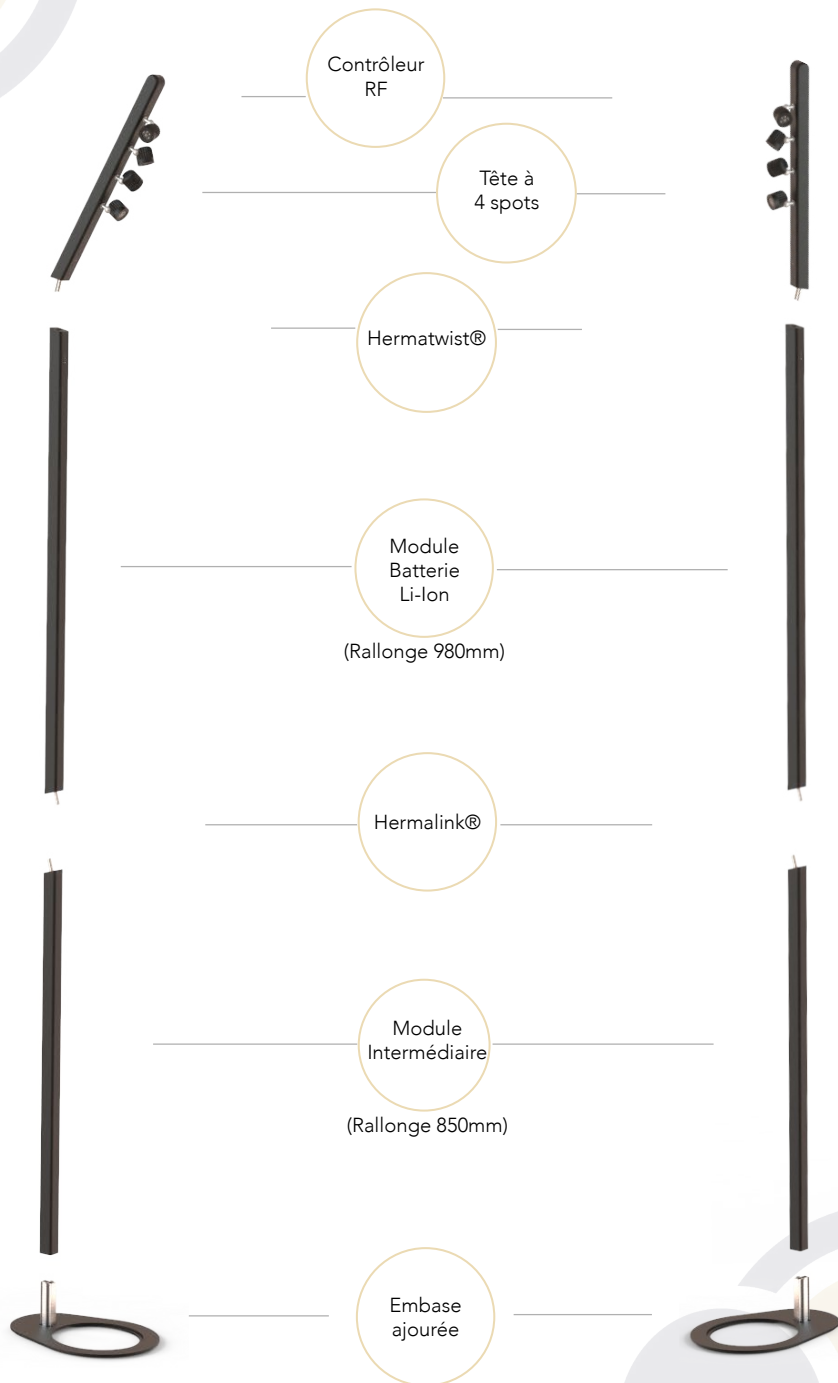 Contrôleur
RF
Tête à
4 spots
Hermatwist®
Module
Batterie
Li-Ion
(Rallonge 980mm)
Hermalink®
Module
Intermédiaire
(Rallonge 850mm)
Embase
ajourée